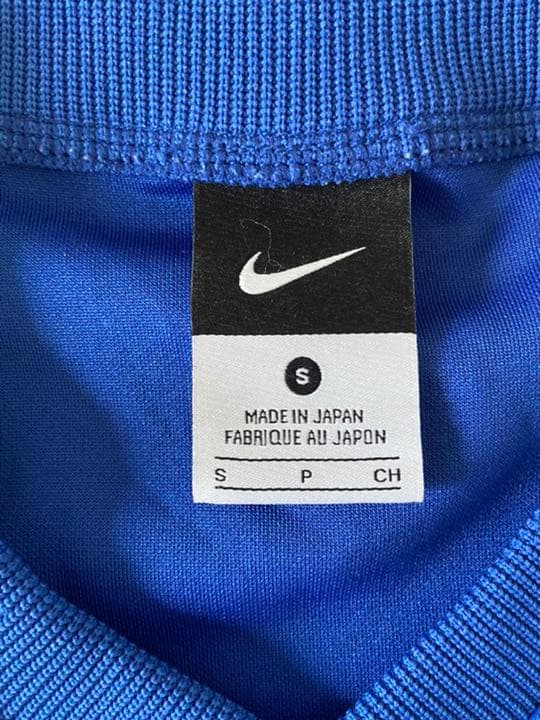 S
MADE IN JAPAN
FABRIQUE AU JAPON
S P CH